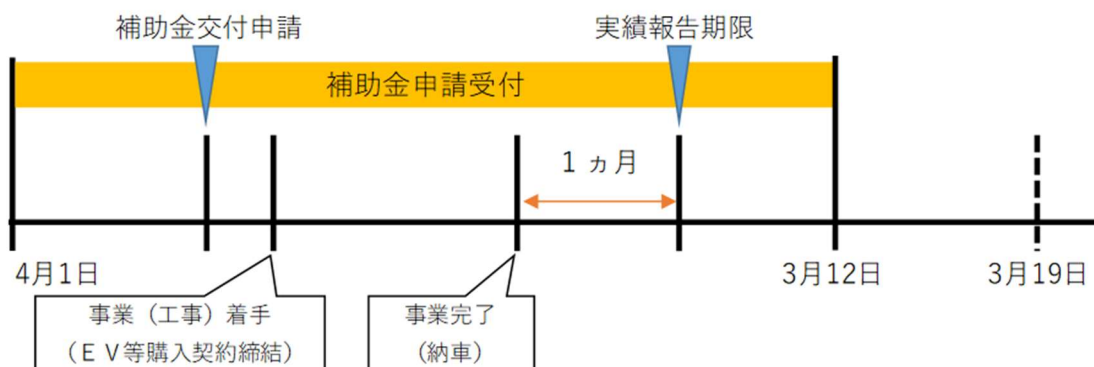 補助金交付申請
実績報告期限
補助金申請受付
1 ヵ月
4月1日
3月12日
3月19日
事業（工事）着手
（ＥＶ等購入契約締結）
事業完了
（納車）